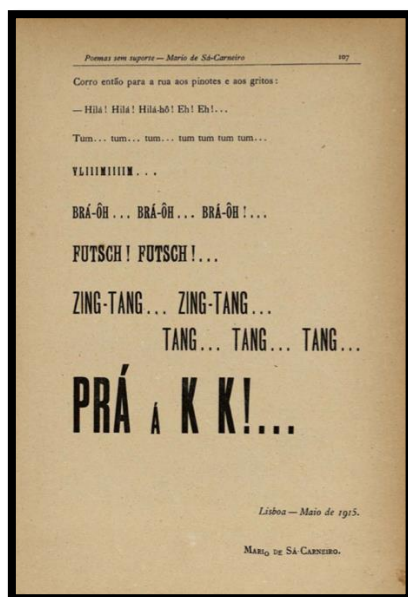 Poemas sem suporte — Mario de Sá-Carneiro 107
Corro então para a rua aos pinotes e aos gritos:
— Hilá! Hilá! Hilá-hô! Eh! Eh!...
Tum... tum... tum... tum tum tum tum...
VLIIIMIIIIM...
BRÁ-ÔH... BRÁ-ÔH... BRÁ-ÔH!...
FUTSCH! FUTSCH!...
ZING-TANG... ZING-TANG...
TANG... TANG... TANG...
PRÁ Á K K!...
Lisboa — Maio de 1915.
MARIO DE SÁ-CARNEIRO.